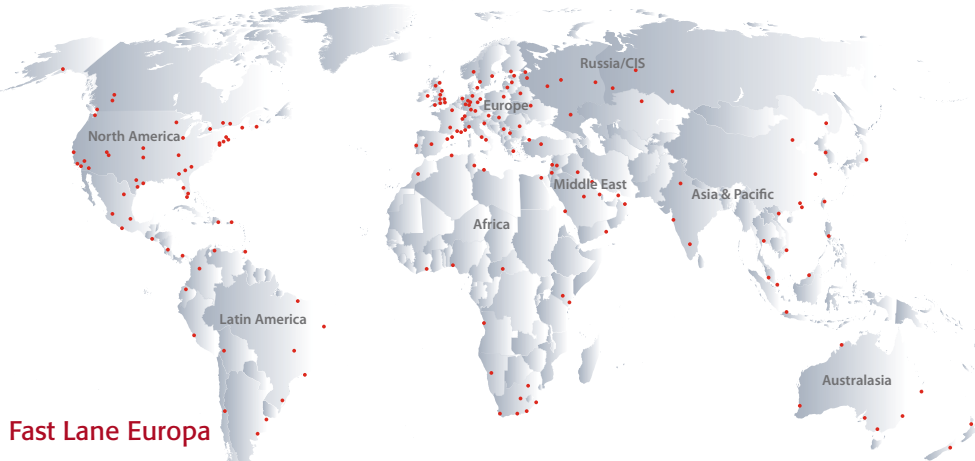 Russia/CIS
Europe
North America
Middle East
Asia & Pacific
Africa
Latin America
Australasia
Fast Lane Europa